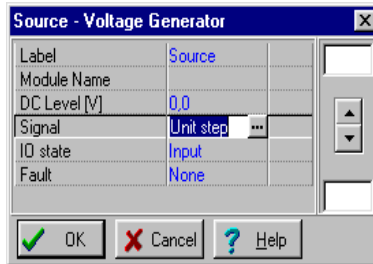 Source - Voltage Generator
Label Source
Module Name
DC Level [V] 0,0
Signal Unit step ...
IO state Input
Fault None
OK Cancel ? Help